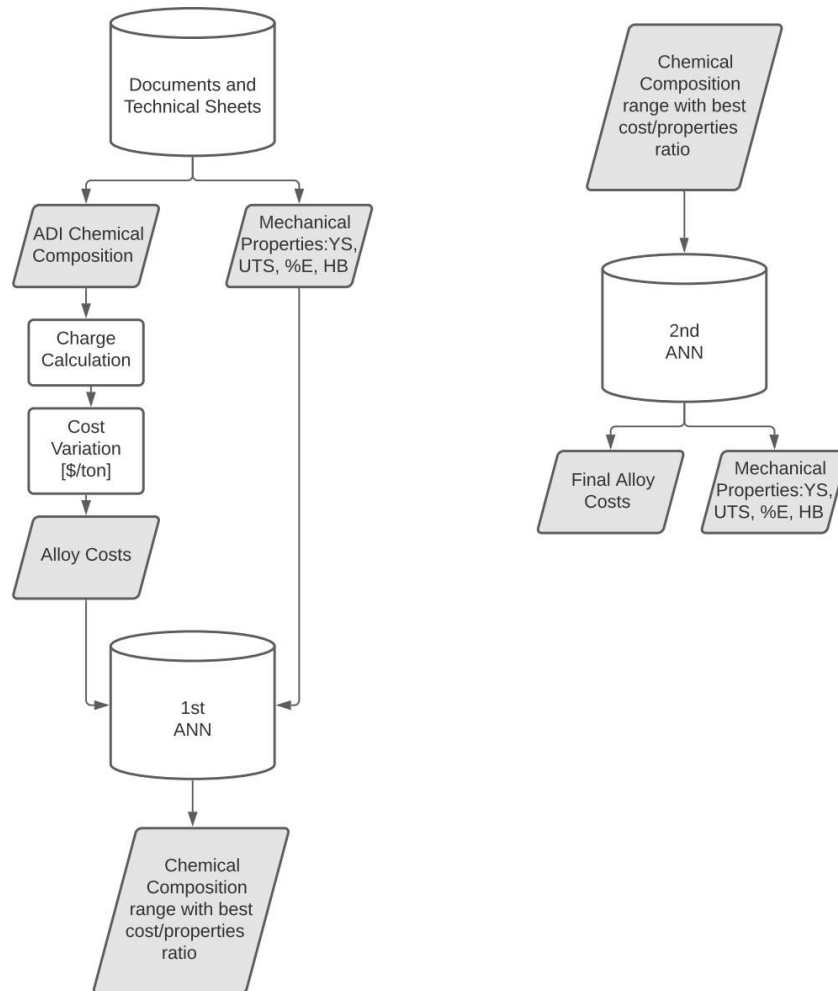 Documents and
Technical Sheets
ADI Chemical
Composition
Mechanical
Properties:YS,
UTS, %E, HB
Charge
Calculation
Cost
Variation
[$/ton]
Alloy Costs
1st
ANN
Chemical
Composition
range with best
cost/properties
ratio
Chemical
Composition
range with best
cost/properties
ratio
2nd
ANN
Final Alloy
Costs
Mechanical
Properties:YS,
UTS, %E, HB